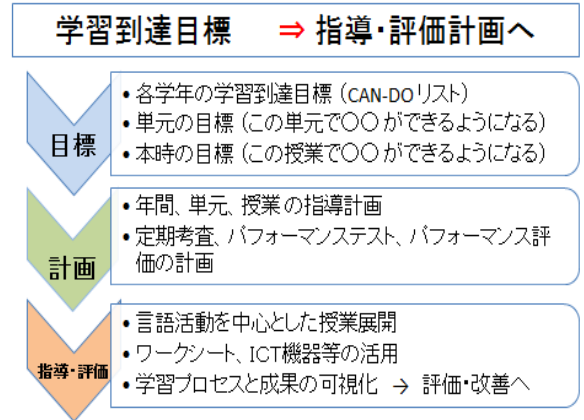 学習到達目標 ⇒ 指導・評価計画へ
目標
• 各学年の学習到達目標（CAN-DOリスト）
• 単元の目標（この単元で〇〇ができるようになる）
• 本時の目標（この授業で〇〇ができるようになる）
計画
• 年間、単元、授業の指導計画
• 定期考査、パフォーマンステスト、パフォーマンス評
価の計画
指導・評価
• 言語活動を中心とした授業展開
• ワークシート、ICT機器等の活用
• 学習プロセスと成果の可視化 → 評価・改善へ